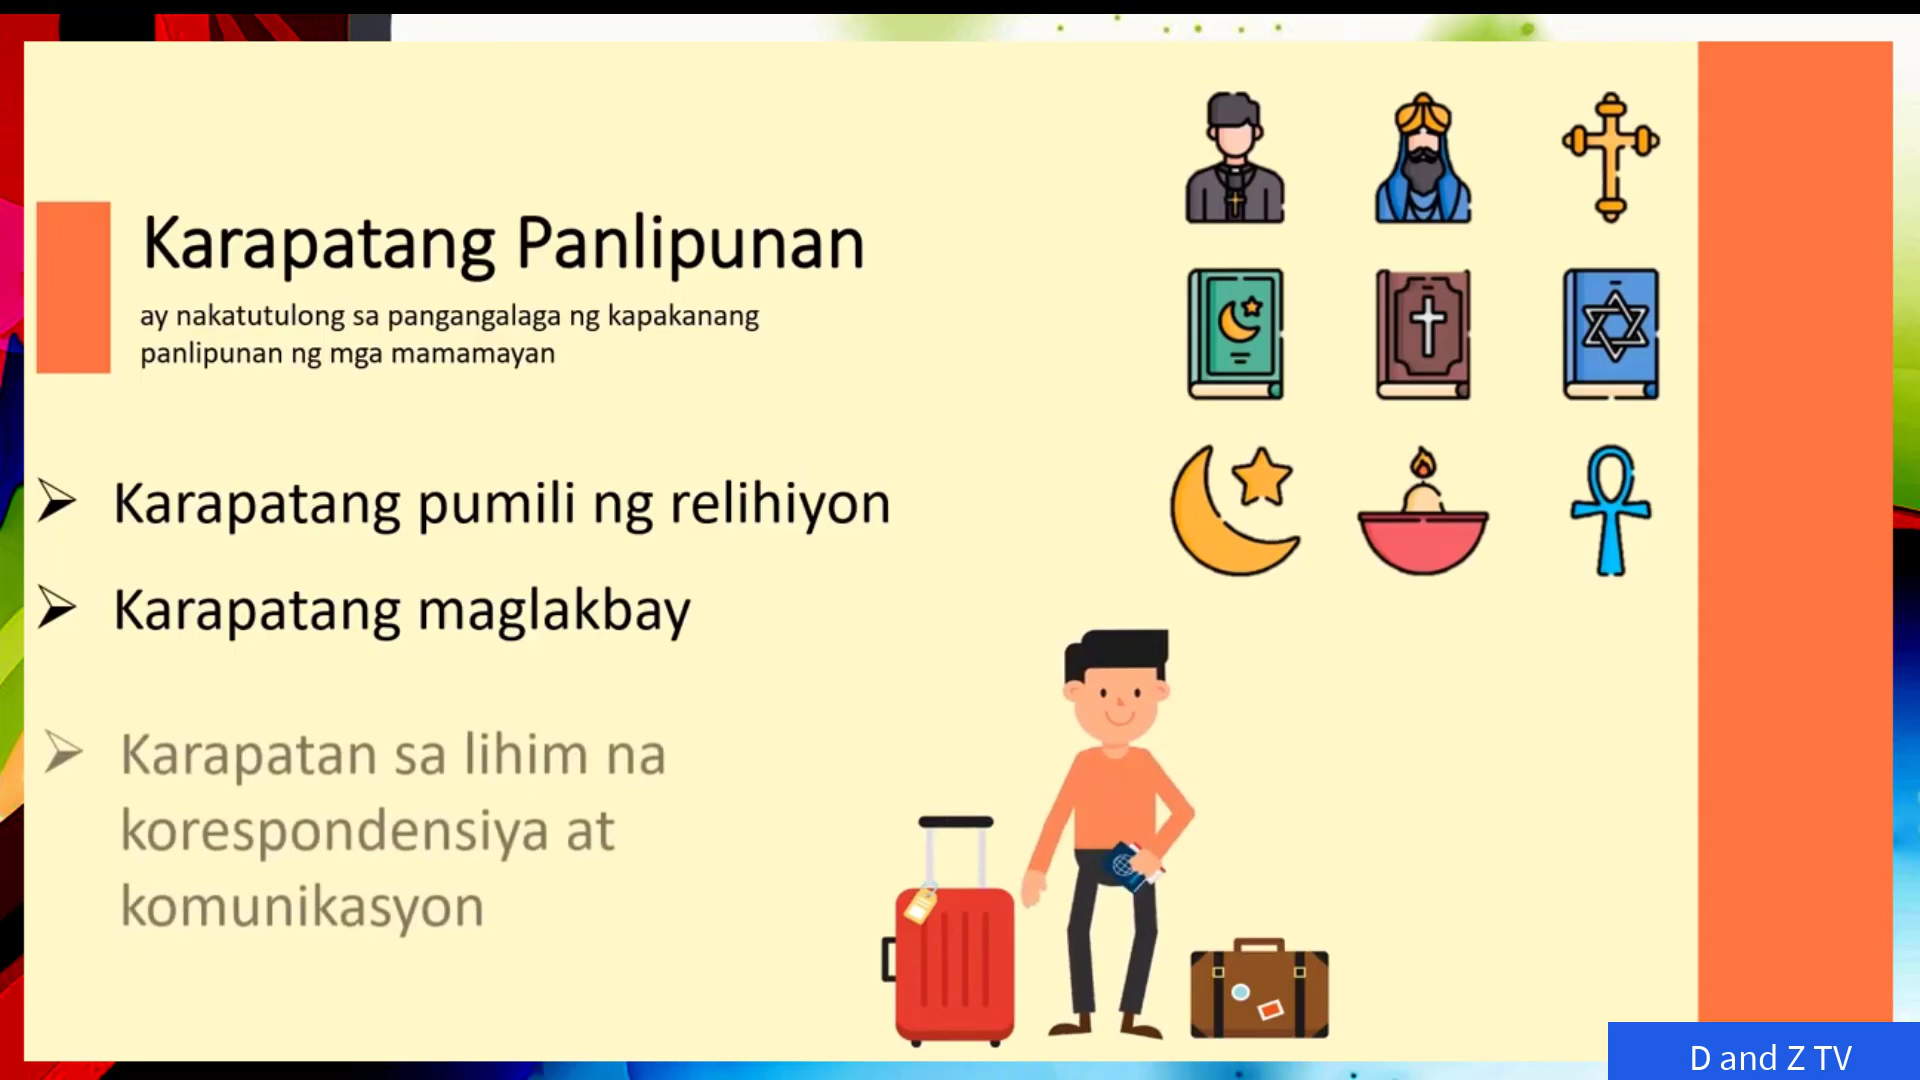 Karapatang Panlipunan
ay nakatutulong sa pangangalaga ng kapakanang
panlipunan ng mga mamamayan
Karapatang pumili ng relihiyon
Karapatang maglakbay
Karapatan sa lihim na
korespondensiya at
komunikasyon
D and Z TV